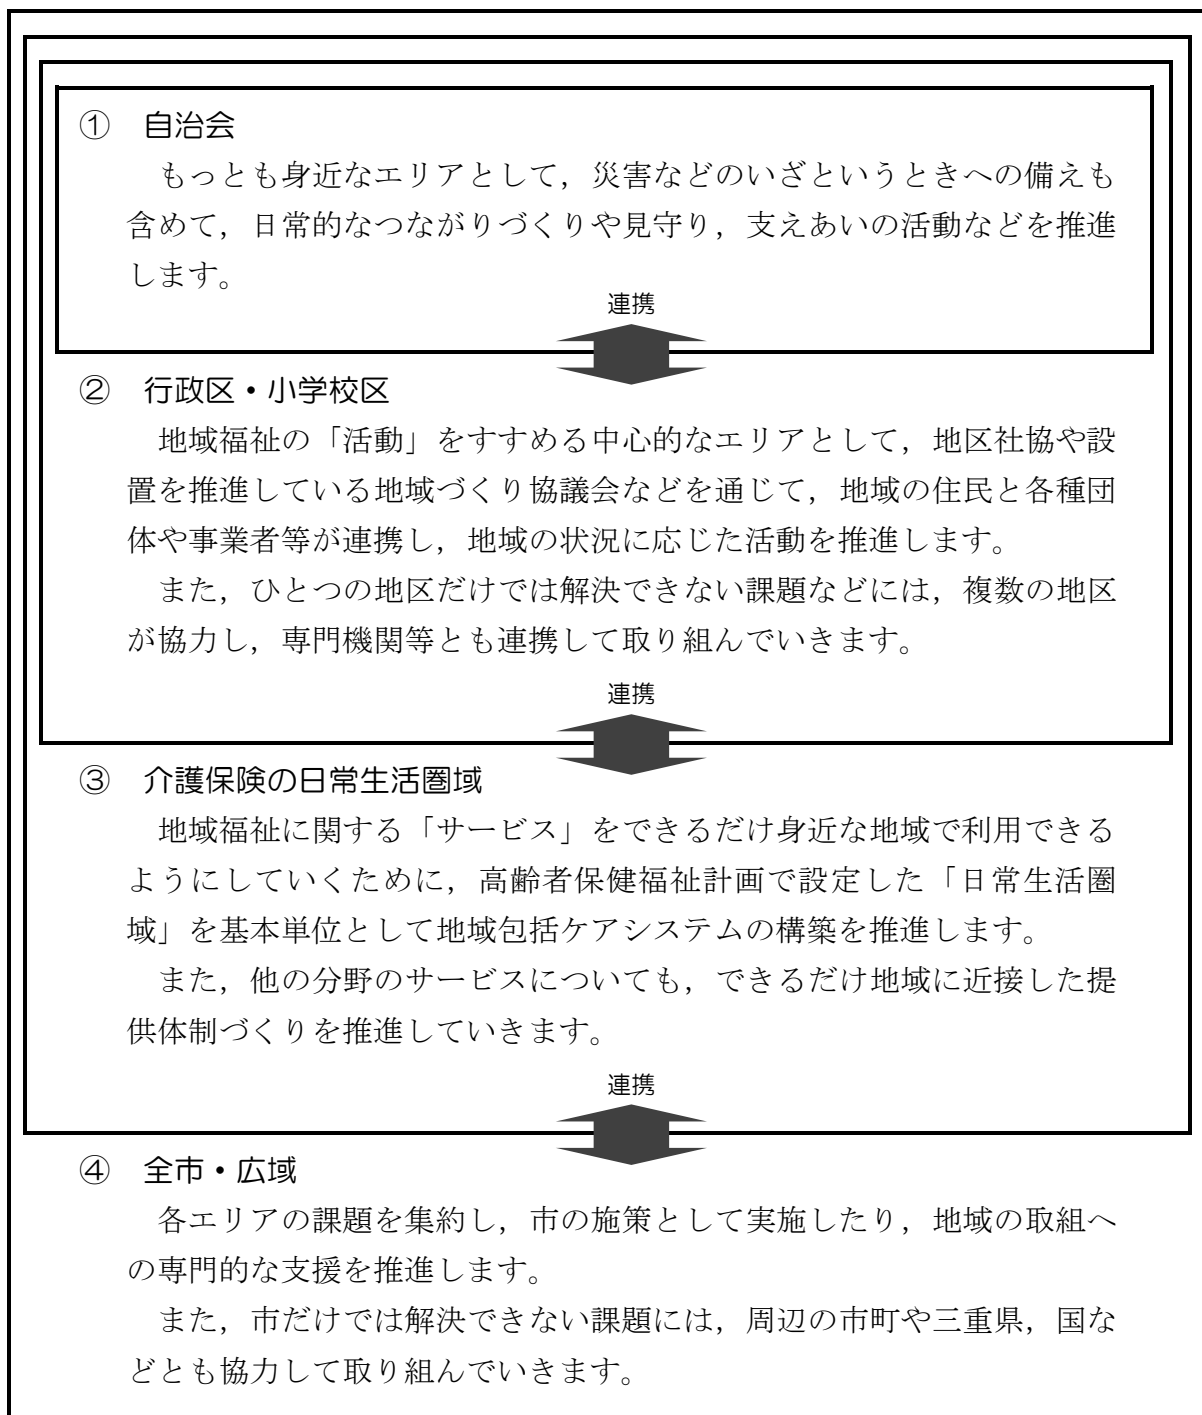 ① 自治会
もっとも身近なエリアとして，災害などのいざというときへの備えも
含めて，日常的なつながりづくりや見守り，支えあいの活動などを推進
します。
連携
② 行政区・小学校区
地域福祉の「活動」をすすめる中心的なエリアとして，地区社協や設
置を推進している地域づくり協議会などを通じて，地域の住民と各種団
体や事業者等が連携し，地域の状況に応じた活動を推進します。
また，ひとつの地区だけでは解決できない課題などには，複数の地区
が協力し，専門機関等とも連携して取り組んでいきます。
連携
③ 介護保険の日常生活圏域
地域福祉に関する「サービス」をできるだけ身近な地域で利用できる
ようにしていくために，高齢者保健福祉計画で設定した「日常生活圏
域」を基本単位として地域包括ケアシステムの構築を推進します。
また，他の分野のサービスについても，できるだけ地域に近接した提
供体制づくりを推進していきます。
連携
④ 全市・広域
各エリアの課題を集約し，市の施策として実施したり，地域の取組へ
の専門的な支援を推進します。
また，市だけでは解決できない課題には，周辺の市町や三重県，国な
どとも協力して取り組んでいきます。